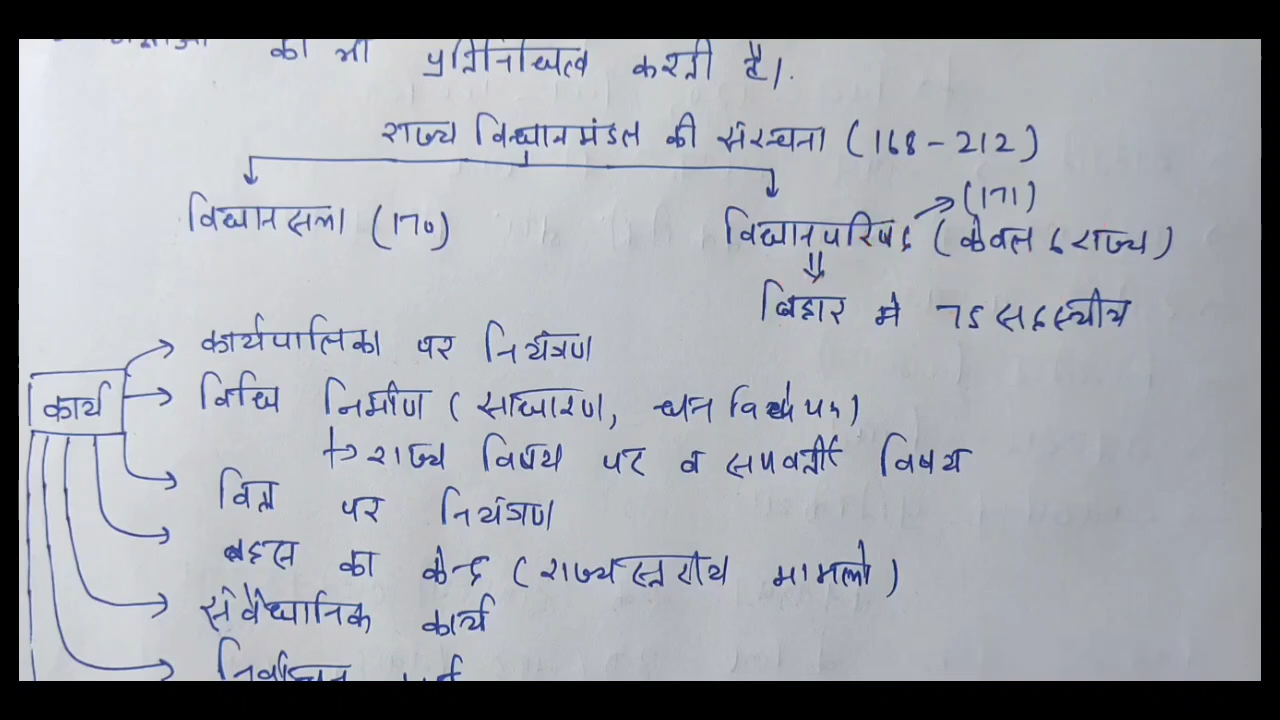 का भी प्रतिनिधित्व करती है।
राज्य विधानमंडल की संरचना (168-212)
विधानसभा (170)
(171)
विधानपरिषद (केवल 6 राज्य)
बिहार मे 75 सदस्यीय
कार्य
कार्यपालिका पर नियंत्रण
विधि निर्माण (साधारण, धन विधेयक)
राज्य विषय पर व समवर्ती विषय
वित्त पर नियंत्रण
बहस का केन्द्र (राज्यस्तरीय मामलो)
संवैधानिक कार्य
निर्वाचन